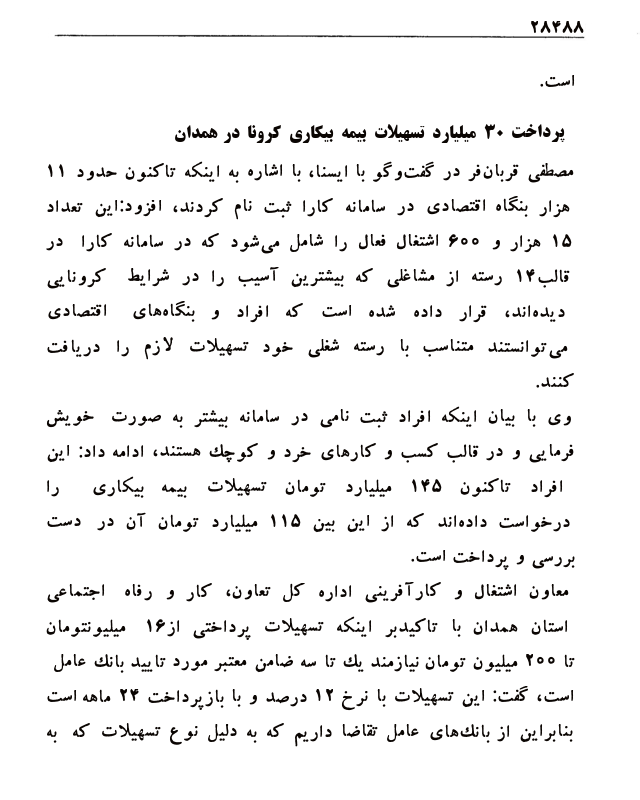 ۲۸۴۸۸
است.
پرداخت ۳۰ میلیارد تسهیلات بیمه بیکاری کرونا در همدان
مصطفی قربان‌فر در گفت‌وگو با ایسنا، با اشاره به اینکه تاکنون حدود ۱۱
هزار بنگاه اقتصادی در سامانه کارا ثبت نام کردند، افزود:این تعداد
۱۵ هزار و ۶۰۰ اشتغال فعال را شامل می‌شود که در سامانه کارا در
قالب۱۴ رسته از مشاغلی که بیشترین آسیب را در شرایط کرونایی
دیده‌اند، قرار داده شده است که افراد و بنگاه‌های اقتصادی
می‌توانستند متناسب با رسته شغلی خود تسهیلات لازم را دریافت
کنند.
وی با بیان اینکه افراد ثبت نامی در سامانه بیشتر به صورت خویش
فرمایی و در قالب کسب و کارهای خرد و کوچک هستند، ادامه داد: این
افراد تاکنون ۱۴۵ میلیارد تومان تسهیلات بیمه بیکاری را
درخواست داده‌اند که از این بین ۱۱۵ میلیارد تومان آن در دست
بررسی و پرداخت است.
معاون اشتغال و کارآفرینی اداره کل تعاون، کار و رفاه اجتماعی
استان همدان با تاکیدبر اینکه تسهیلات پرداختی از۱۶ میلیونتومان
تا ۲۰۰ میلیون تومان نیازمند یك تا سه ضامن معتبر مورد تایید بانك عامل
است، گفت: این تسهیلات با نرخ ۱۲ درصد و با بازپرداخت ۲۴ ماهه است
بنابراین از بانك‌های عامل تقاضا داریم که به دلیل نوع تسهیلات که به